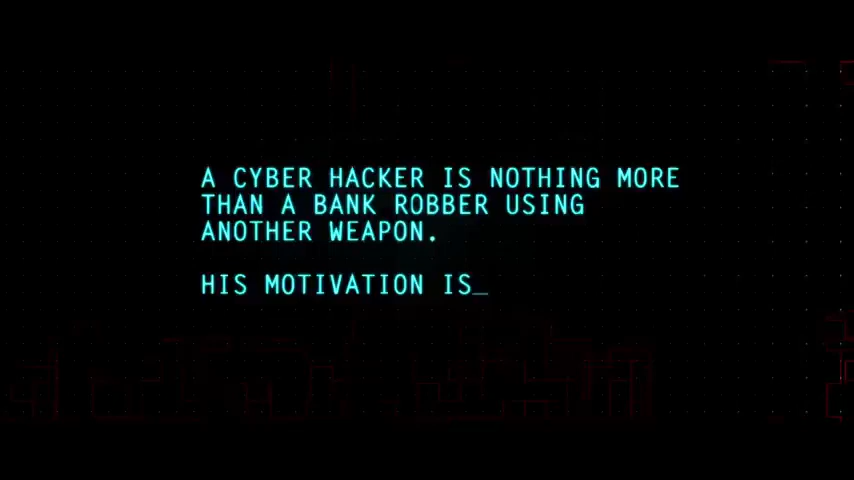 A CYBER HACKER IS NOTHING MORE
THAN A BANK ROBBER USING
ANOTHER WEAPON.
HIS MOTIVATION IS_